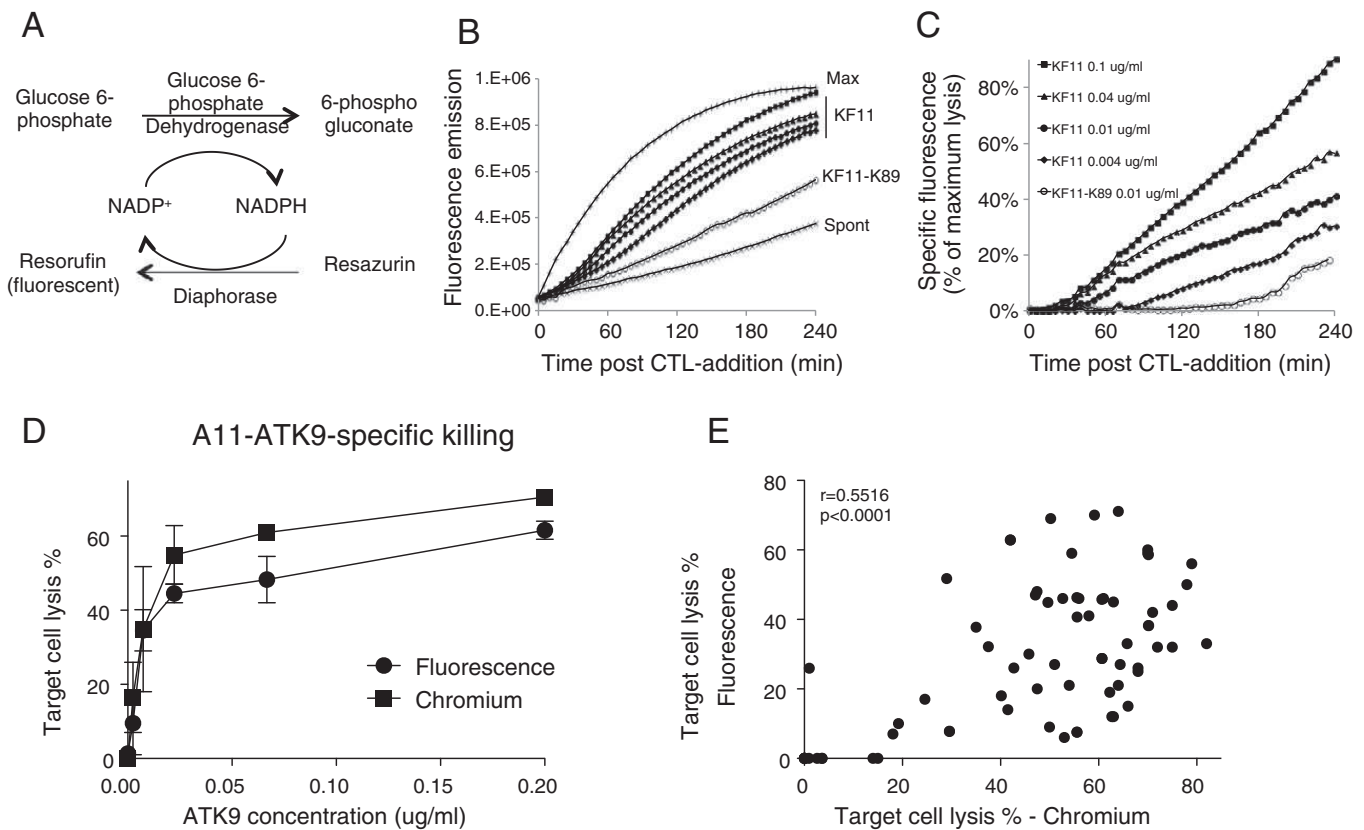 A
Glucose 6-
phosphate
Glucose 6-
phosphate
Dehydrogenase
6-phospho
gluconate
NADP+
NADPH
Resorufin
(fluorescent)
Resazurin
Diaphorase
B
Fluorescence emission
1.E+06
8.E+05
6.E+05
4.E+05
2.E+05
0.E+00
0
60
120
180
240
Time post CTL-addition (min)
Max
KF11
KF11-K89
Spont
C
Specific fluorescence
(% of maximum lysis)
80%
60%
40%
20%
0%
0
60
120
180
240
Time post CTL-addition (min)
KF11 0.1 ug/ml
KF11 0.04 ug/ml
KF11 0.01 ug/ml
KF11 0.004 ug/ml
KF11-K89 0.01 ug/ml
D
A11-ATK9-specific killing
Target cell lysis %
60
40
20
0
0.00
0.05
0.10
0.15
0.20
ATK9 concentration (ug/ml)
Fluorescence
Chromium
E
r=0.5516
p<0.0001
Target cell lysis %
Fluorescence
80
60
40
20
0
0
20
40
60
80
Target cell lysis % - Chromium